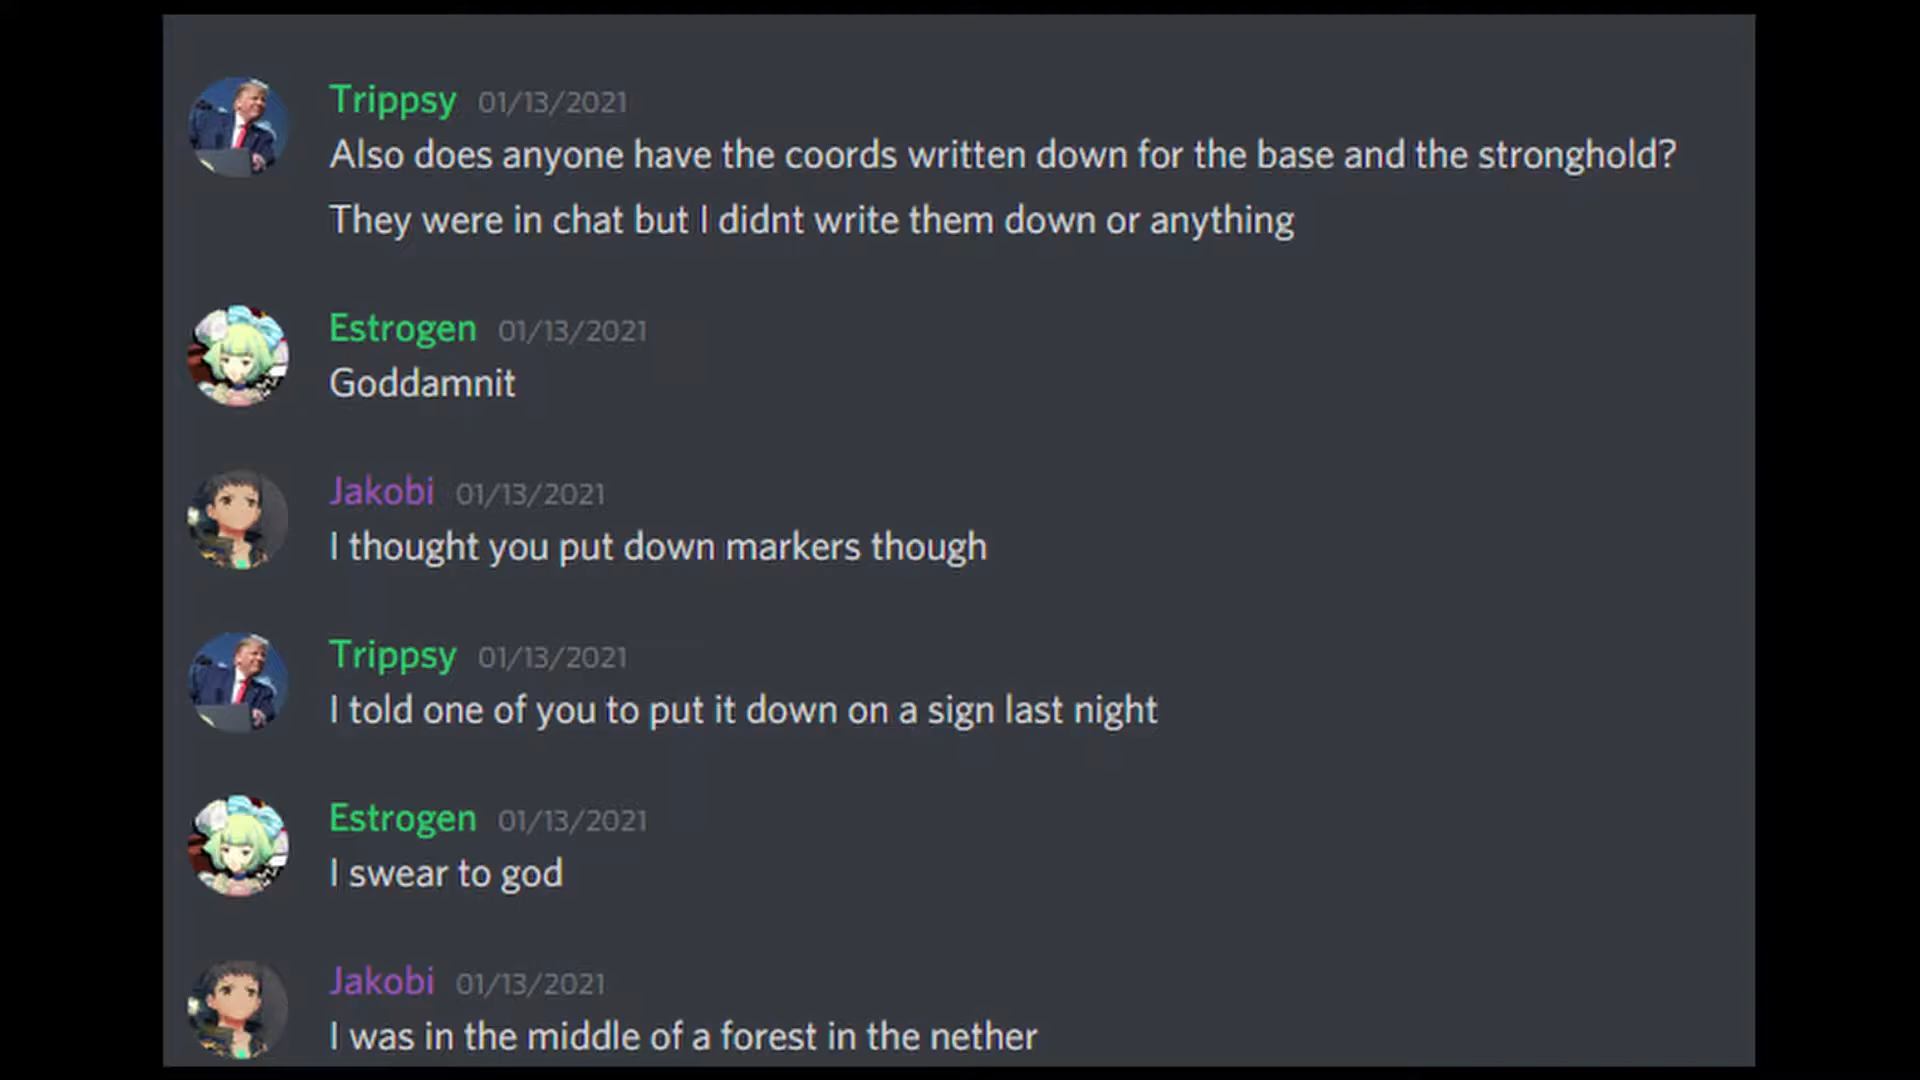 Trippsy 01/13/2021
Also does anyone have the coords written down for the base and the stronghold?
They were in chat but I didnt write them down or anything
Estrogen 01/13/2021
Goddamnit
Jakobi 01/13/2021
I thought you put down markers though
Trippsy 01/13/2021
I told one of you to put it down on a sign last night
Estrogen 01/13/2021
I swear to god
Jakobi 01/13/2021
I was in the middle of a forest in the nether